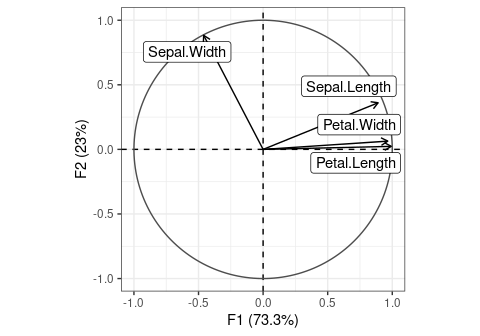 1.0
Sepal.Width
0.5
Sepal.Length
Petal.Width
0.0
Petal.Length
-0.5
-1.0
F2 (23%)
-1.0 -0.5 0.0 0.5 1.0
F1 (73.3%)